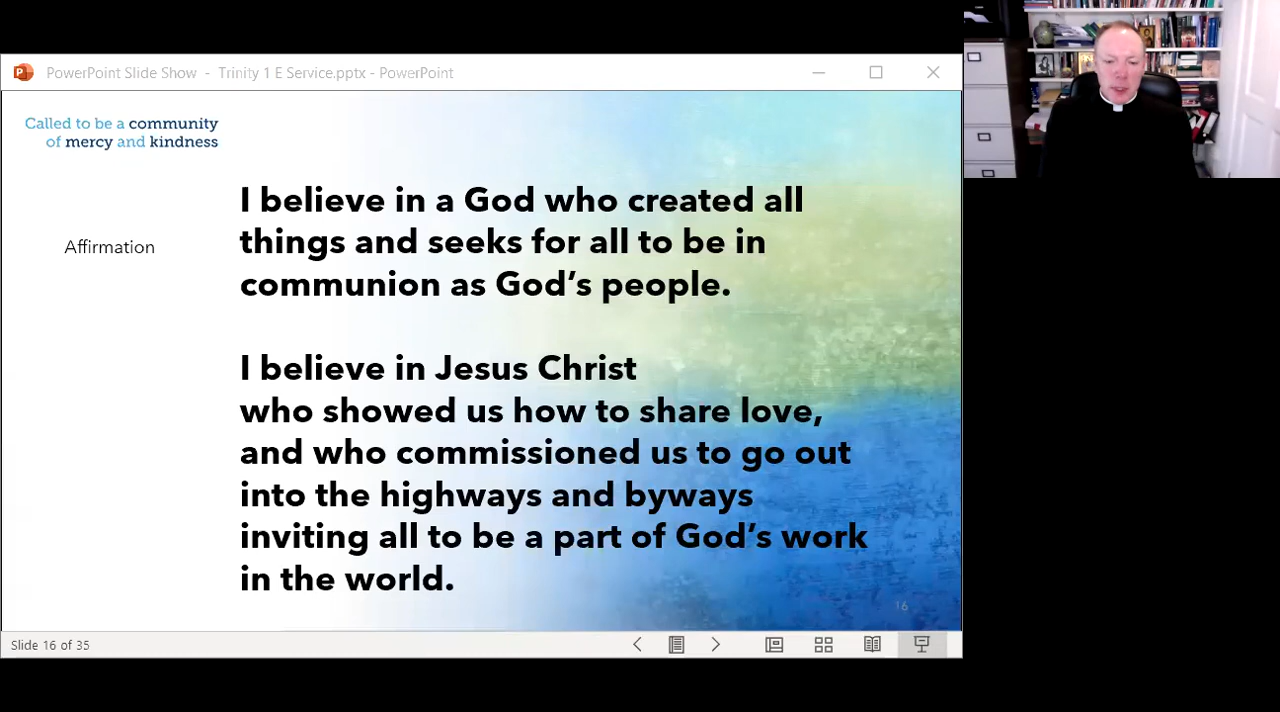 PowerPoint Slide Show - Trinity 1 E Service.pptx - PowerPoint
Called to be a community
of mercy and kindness
Affirmation
I believe in a God who created all
things and seeks for all to be in
communion as God’s people.
I believe in Jesus Christ
who showed us how to share love,
and who commissioned us to go out
into the highways and byways
inviting all to be a part of God’s work
in the world.
16
Slide 16 of 35